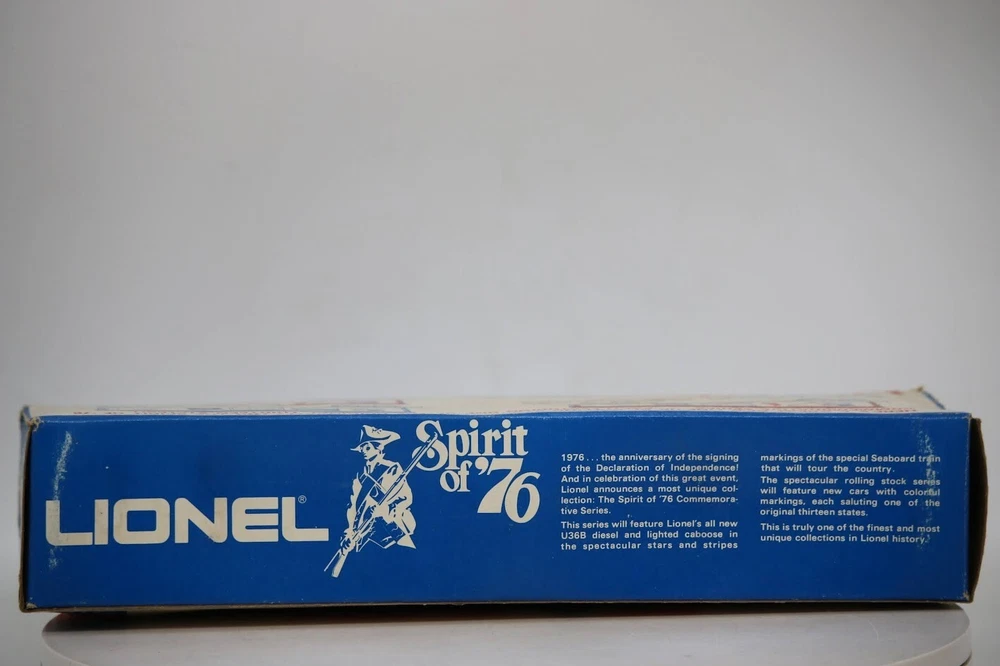 LIONEL®
Spirit
of '76
1976 . . . the anniversary of the signing
of the Declaration of Independence!
And in celebration of this great event,
Lionel announces a most unique col-
lection: The Spirit of '76 Commemora-
tive Series.
This series will feature Lionel's all new
U36B diesel and lighted caboose in
the spectacular stars and stripes
markings of the special Seaboard train
that will tour the country.
The spectacular rolling stock series
will feature new cars with colorful
markings, each saluting one of the
original thirteen states.
This is truly one of the finest and most
unique collections in Lionel history.